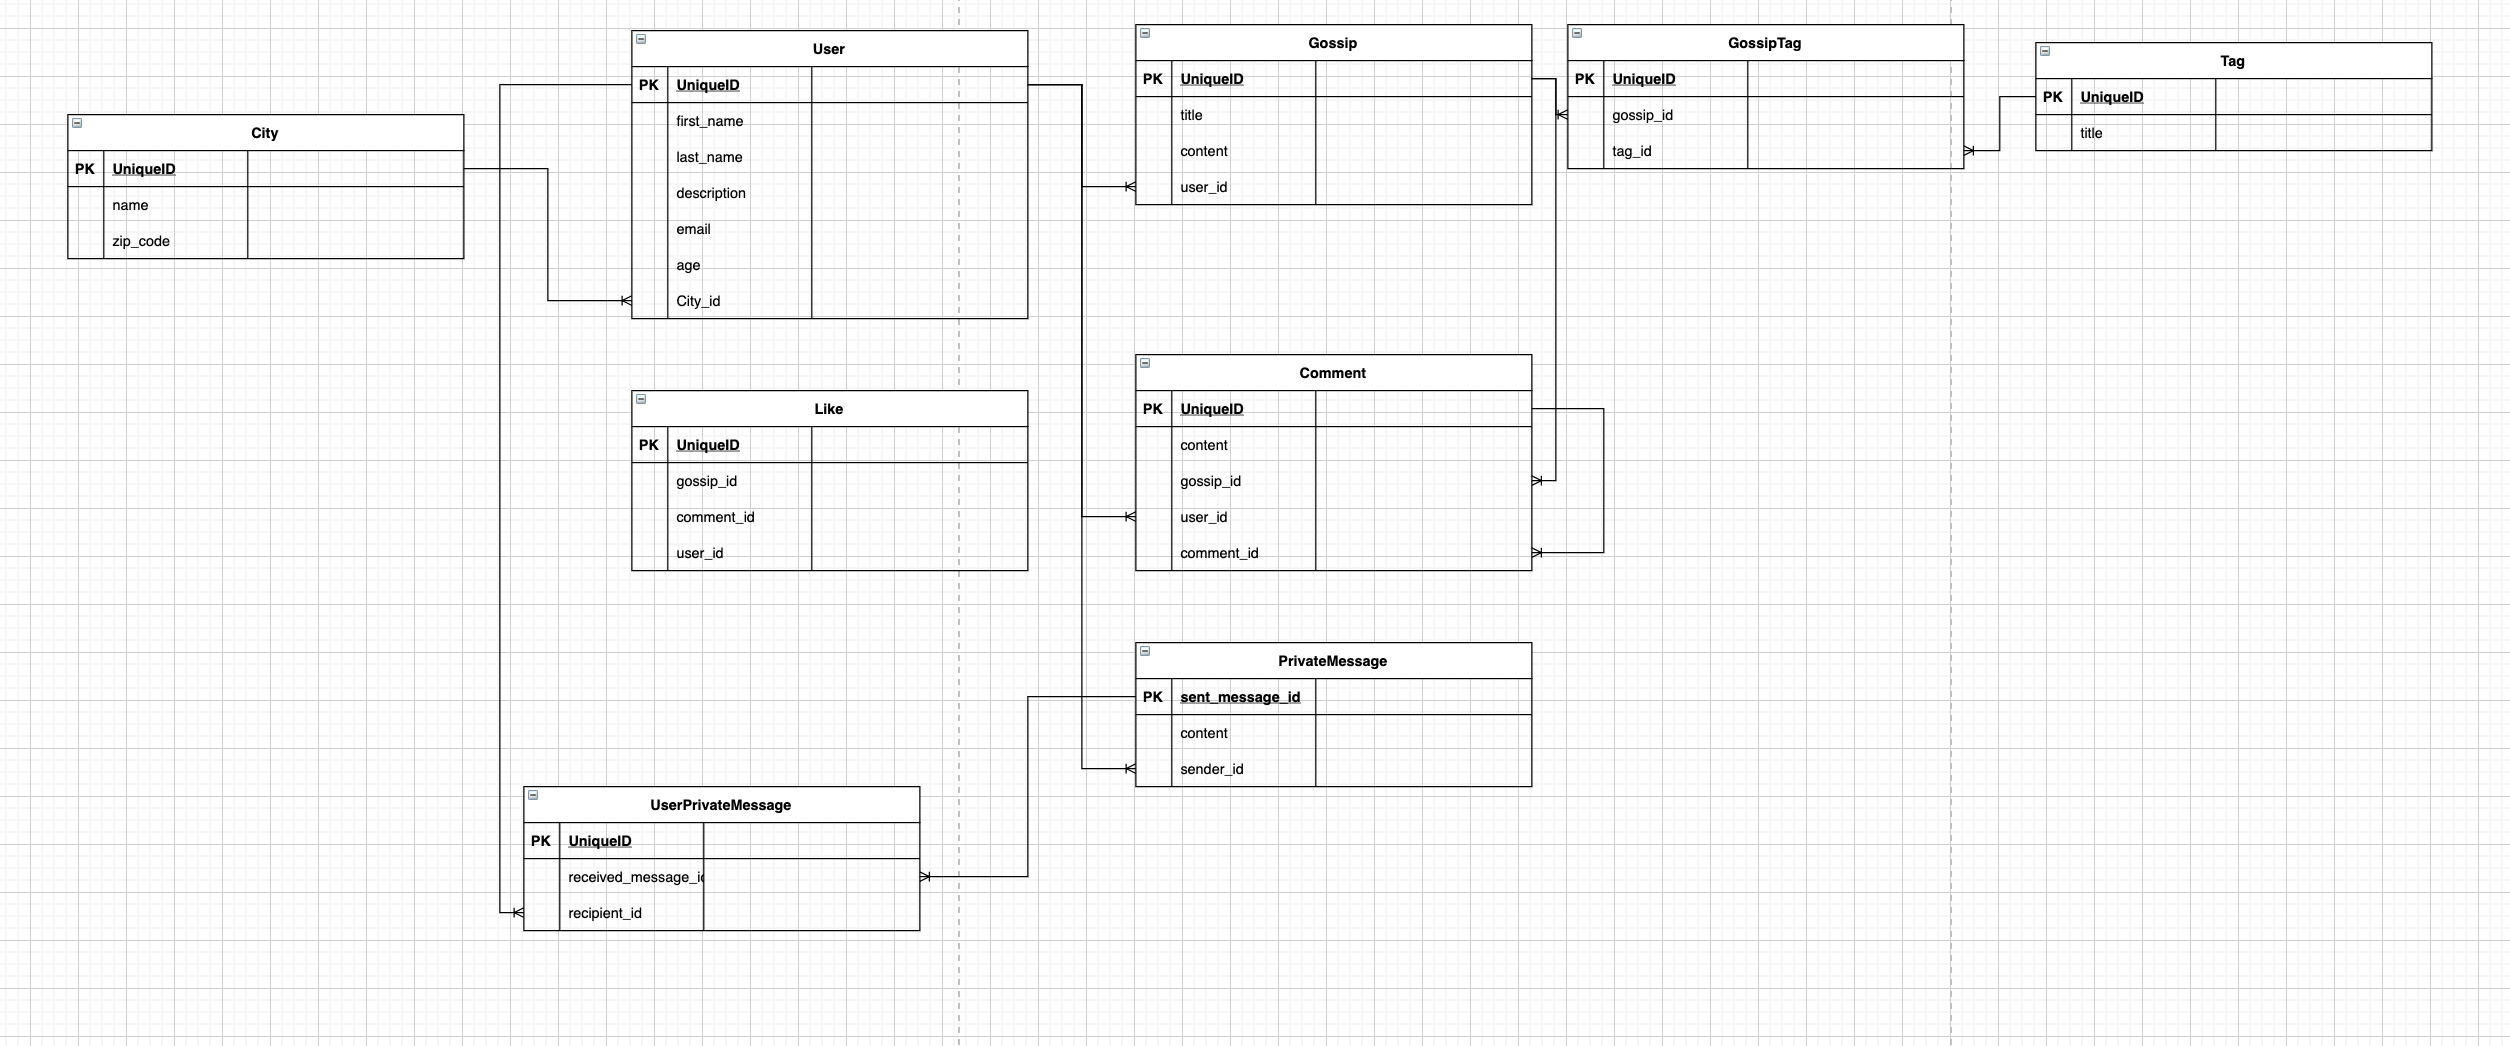 City
PK UniqueID
name
zip_code
User
PK UniqueID
first_name
last_name
description
email
age
City_id
Like
PK UniqueID
gossip_id
comment_id
user_id
UserPrivateMessage
PK UniqueID
received_message_id
recipient_id
Gossip
PK UniqueID
title
content
user_id
Comment
PK UniqueID
content
gossip_id
user_id
comment_id
PrivateMessage
PK sent_message_id
content
sender_id
GossipTag
PK UniqueID
gossip_id
tag_id
Tag
PK UniqueID
title